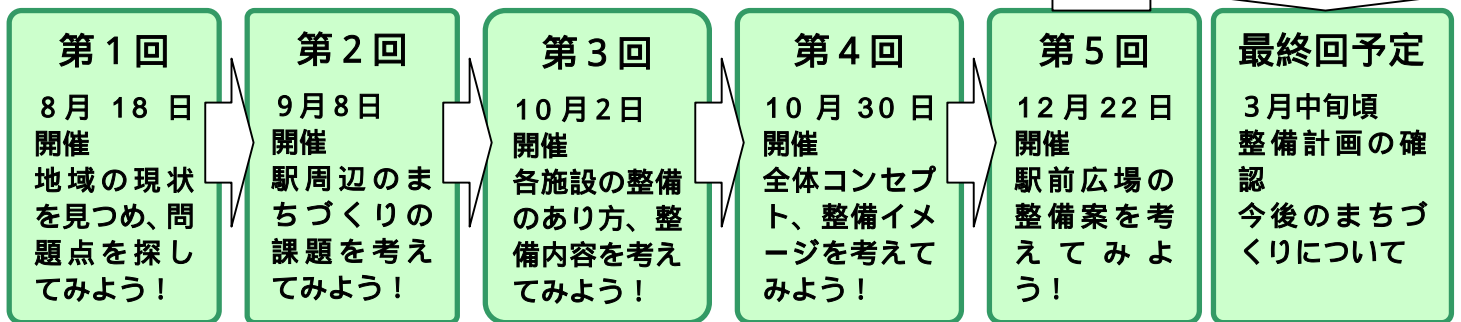 第1回
8月18日
開催
地域の現状
を見つめ、問
題点を探し
てみよう！
第2回
9月8日
開催
駅周辺のま
ちづくりの
課題を考え
てみよう！
第3回
10月2日
開催
各施設の整備
のあり方、整
備内容を考え
てみよう！
第4回
10月30日
開催
全体コンセプ
ト、整備イメ
ージを考えて
みよう！
第5回
12月22日
開催
駅前広場の
整備案を考
えてみよ
う！
最終回予定
3月中旬頃
整備計画の確
認
今後のまちづ
くりについて